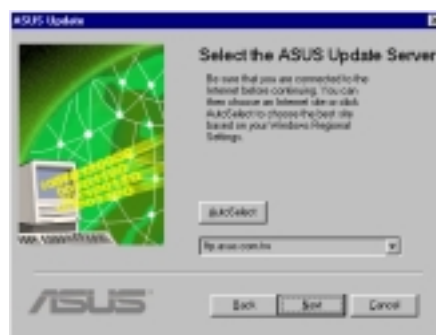 ASUS Update
Select the ASUS Update Server
Be sure that you are connected to the
Internet before continuing. You can
then choose an Internet site or click
AutoSelect to choose the best site
based on your Windows Regional
Settings.
AutoSelect
ftp.asus.com.tw
ASUS
Back
Next
Cancel